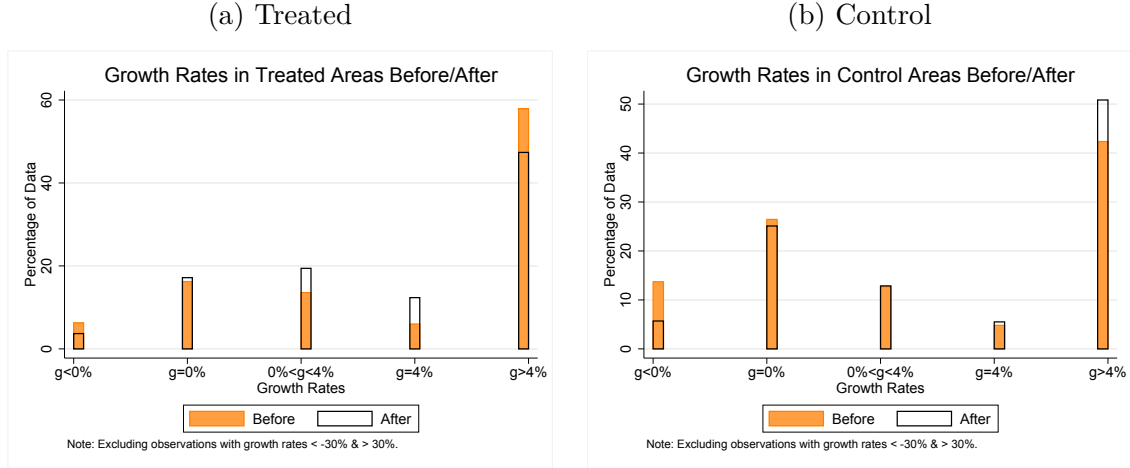 (a) Treated
Growth Rates in Treated Areas Before/After
Percentage of Data
60
40
20
0
g<0%
g=0%
0%<g<4%
g=4%
g>4%
Growth Rates
Before
After
Note: Excluding observations with growth rates < -30% & > 30%.
(b) Control
Growth Rates in Control Areas Before/After
Percentage of Data
50
40
30
20
10
0
g<0%
g=0%
0%<g<4%
g=4%
g>4%
Growth Rates
Before
After
Note: Excluding observations with growth rates < -30% & > 30%.